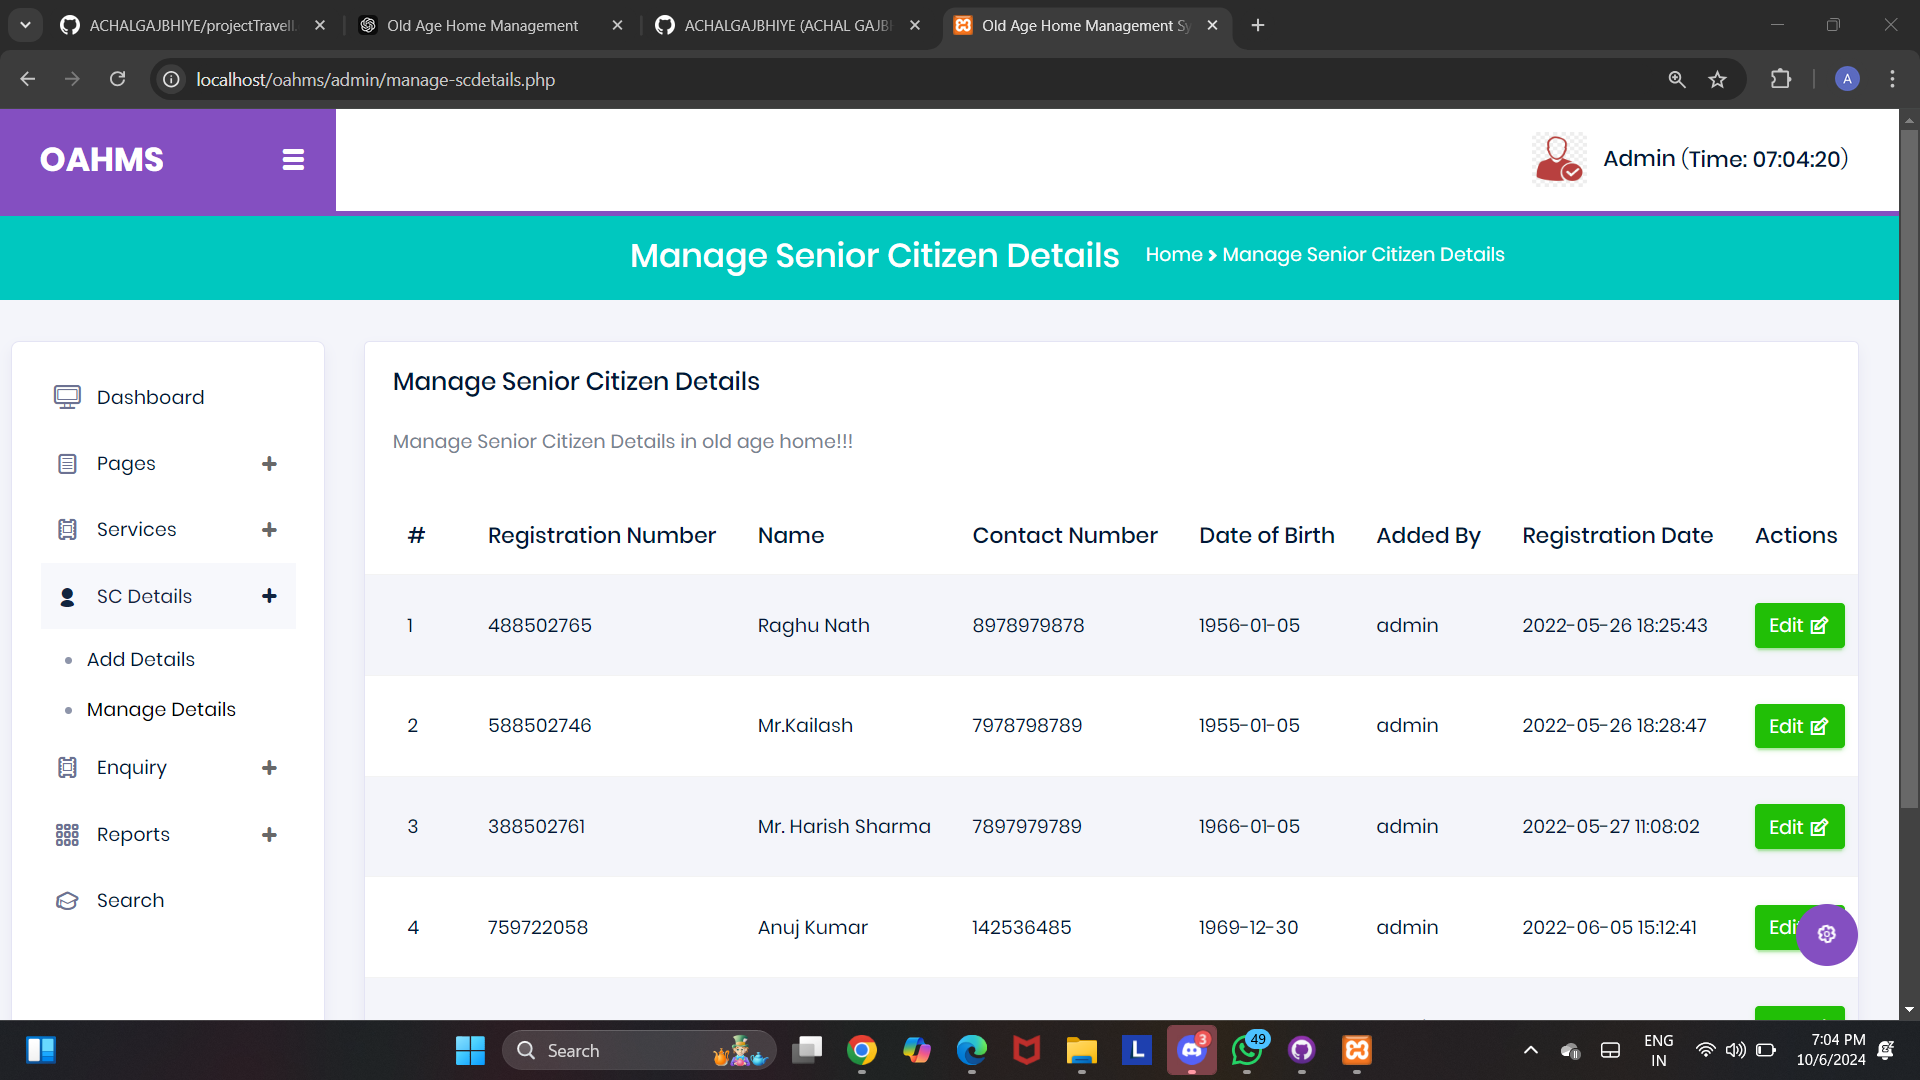 ACHALGAJBHIYE/projectTravell
Old Age Home Management
ACHALGAJBHIYE (ACHAL GAJBH
Old Age Home Management Sy
localhost/oahms/admin/manage-scdetails.php
A
OAHMS
Admin (Time: 07:04:20)
Manage Senior Citizen Details
Home > Manage Senior Citizen Details
Dashboard
Pages
Services
SC Details
Add Details
Manage Details
Enquiry
Reports
Search
Manage Senior Citizen Details
Manage Senior Citizen Details in old age home!!!
# Registration Number Name Contact Number Date of Birth Added By Registration Date Actions
1 488502765 Raghu Nath 8978979878 1956-01-05 admin 2022-05-26 18:25:43 Edit
2 588502746 Mr.Kailash 7978798789 1955-01-05 admin 2022-05-26 18:28:47 Edit
3 388502761 Mr. Harish Sharma 7897979789 1966-01-05 admin 2022-05-27 11:08:02 Edit
4 759722058 Anuj Kumar 142536485 1969-12-30 admin 2022-06-05 15:12:41 Edi
Search
L
3
49
ENG
IN
7:04 PM
10/6/2024